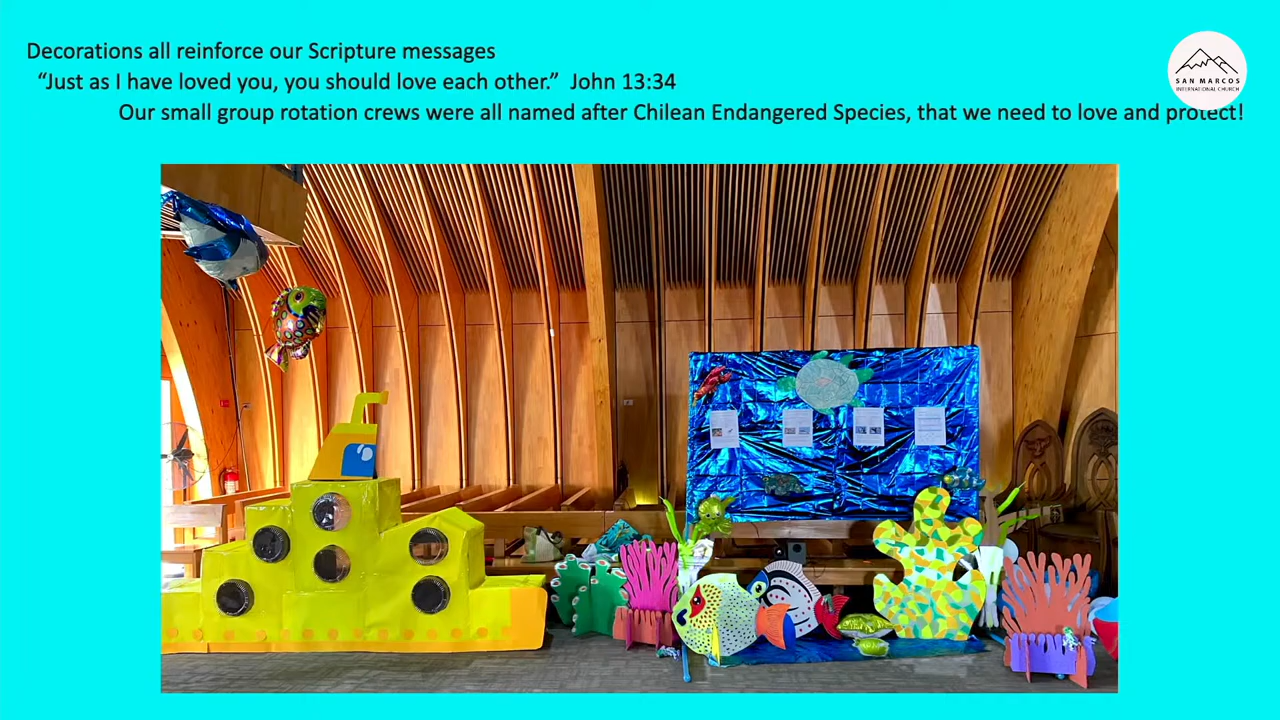 Decorations all reinforce our Scripture messages
“Just as I have loved you, you should love each other.” John 13:34
Our small group rotation crews were all named after Chilean Endangered Species, that we need to love and protect!
SAN MARCOS
INTERNATIONAL CHURCH